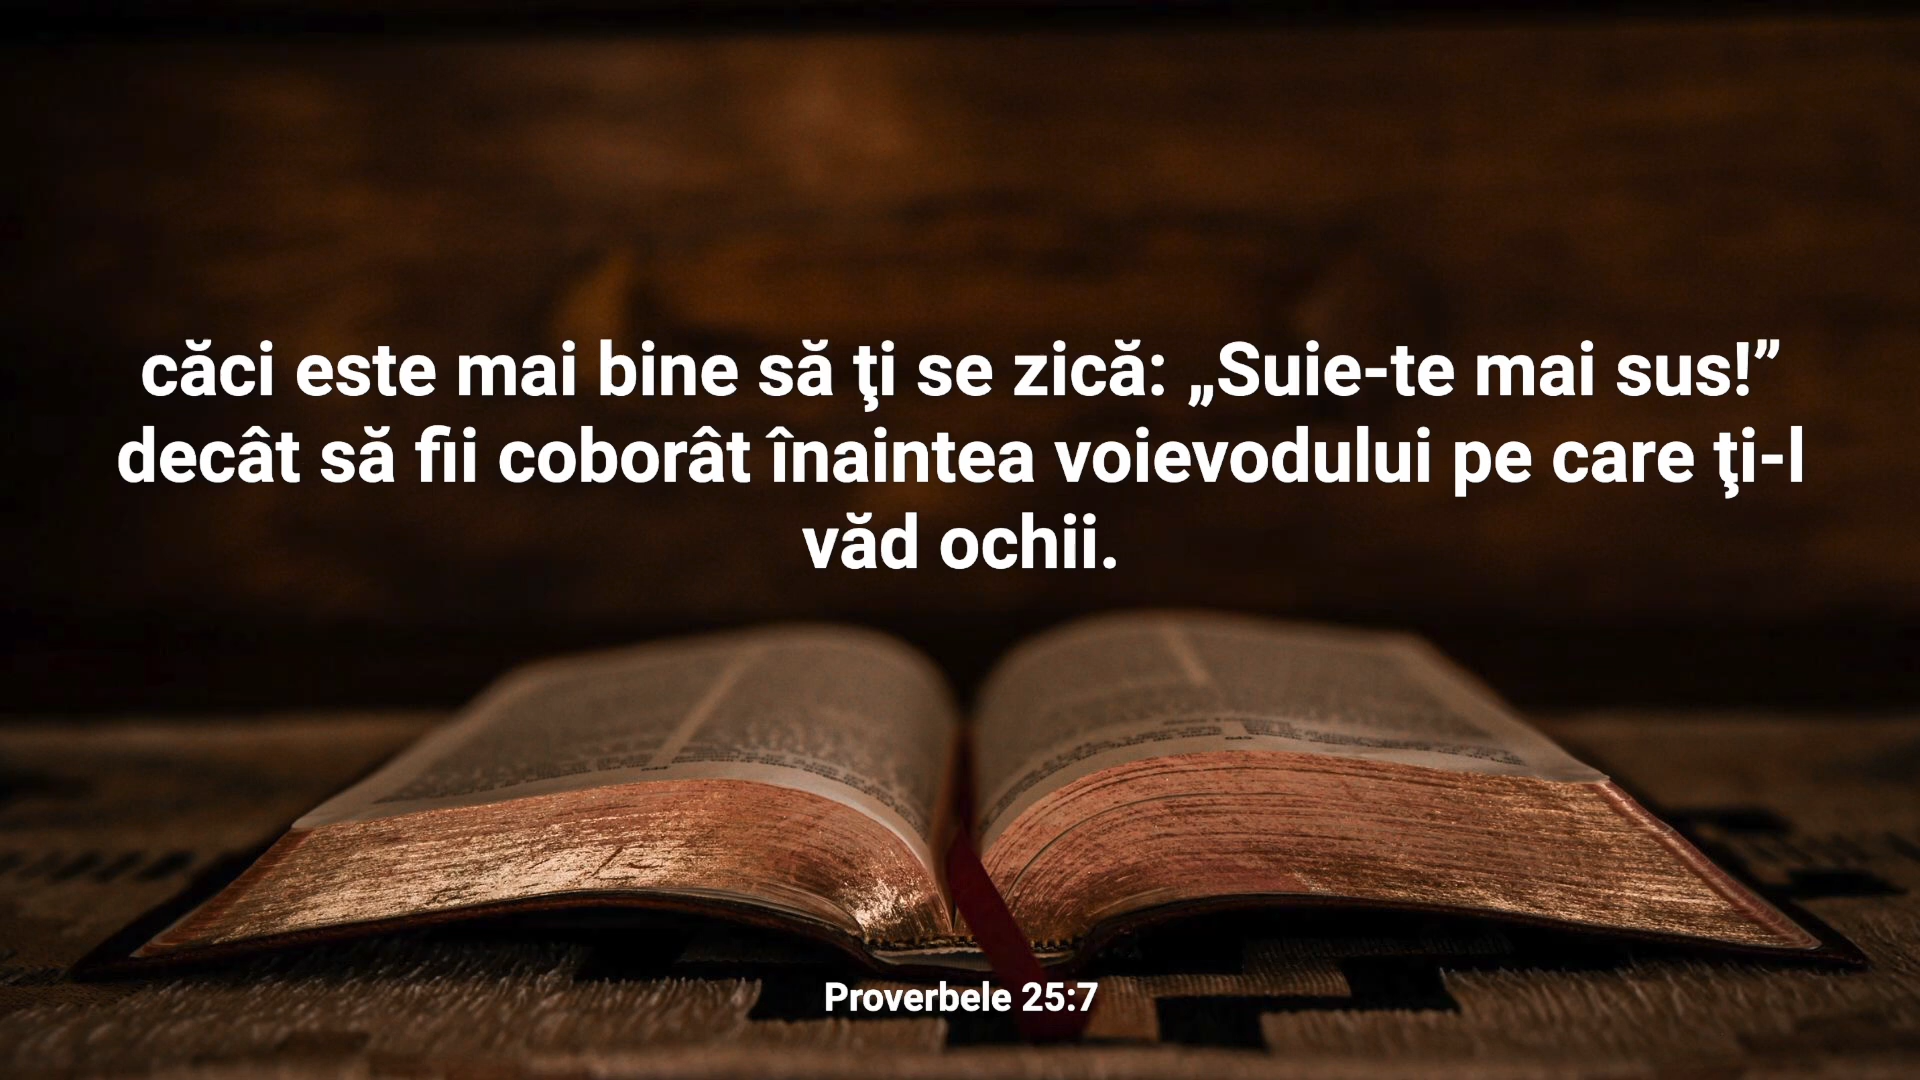 căci este mai bine să ţi se zică: „Suie-te mai sus!”
decât să fii coborât înaintea voievodului pe care ţi-l
văd ochii.
Proverbele 25:7